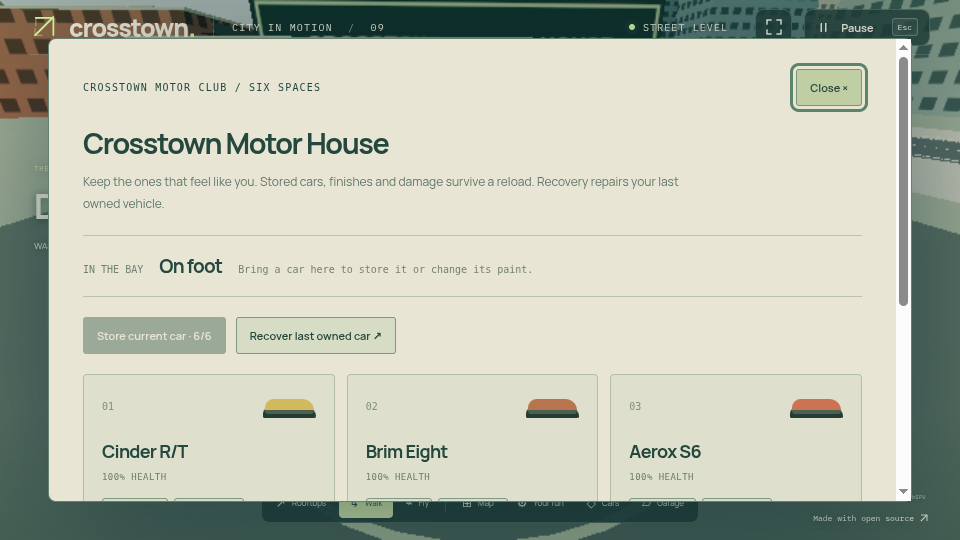 crosstown.
CITY IN MOTION / 09
STREET LEVEL
Pause
Esc
CROSSTOWN MOTOR CLUB / SIX SPACES
Close ×
Crosstown Motor House
Keep the ones that feel like you. Stored cars, finishes and damage survive a reload. Recovery repairs your last
owned vehicle.
IN THE BAY On foot Bring a car here to store it or change its paint.
Store current car · 6/6
Recover last owned car ↗
01
02
03
Cinder R/T
Brim Eight
Aerox S6
100% HEALTH
100% HEALTH
100% HEALTH
Rooftops
Walk
Fly
Map
Your run
Cars
Garage
Made with open source ↗